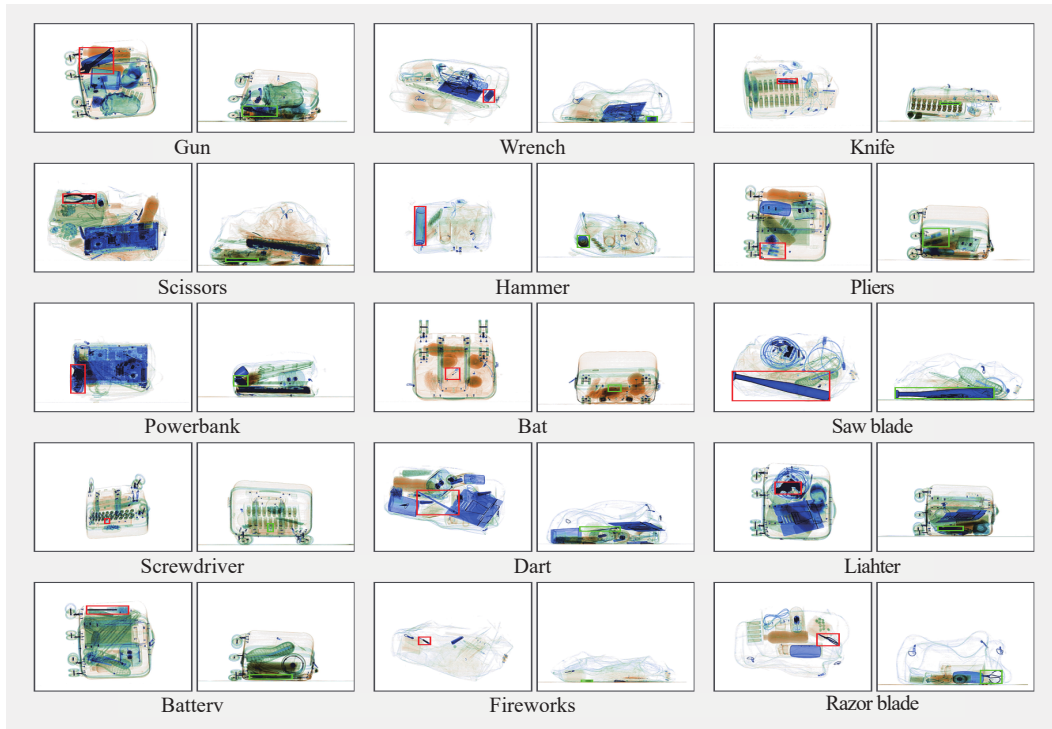 Gun
Wrench
Knife
Scissors
Hammer
Pliers
Powerbank
Bat
Saw blade
Screwdriver
Dart
Liahter
Batterv
Fireworks
Razor blade